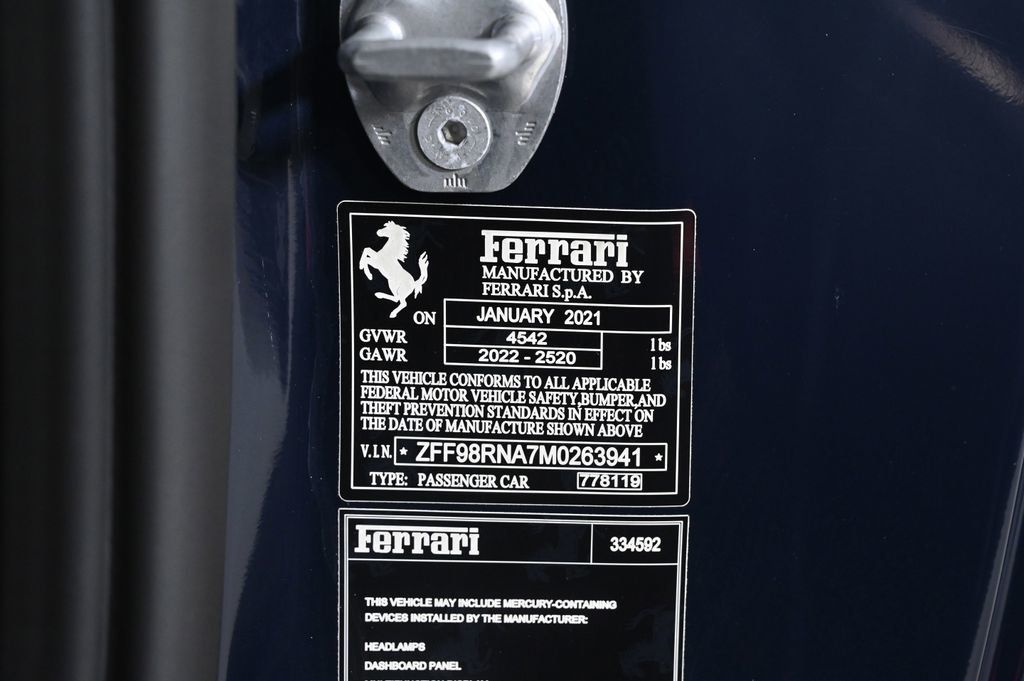 Ferrari
MANUFACTURED BY
FERRARI S.p.A.
ON JANUARY 2021
GVWR 4542 lbs
GAWR 2022 - 2520 lbs
THIS VEHICLE CONFORMS TO ALL APPLICABLE
FEDERAL MOTOR VEHICLE SAFETY,BUMPER,AND
THEFT PREVENTION STANDARDS IN EFFECT ON
THE DATE OF MANUFACTURE SHOWN ABOVE
V.I.N. * ZFF98RNA7M0263941 *
TYPE: PASSENGER CAR 778119
Ferrari 334592
THIS VEHICLE MAY INCLUDE MERCURY-CONTAINING
DEVICES INSTALLED BY THE MANUFACTURER:
HEADLAMPS
DASHBOARD PANEL